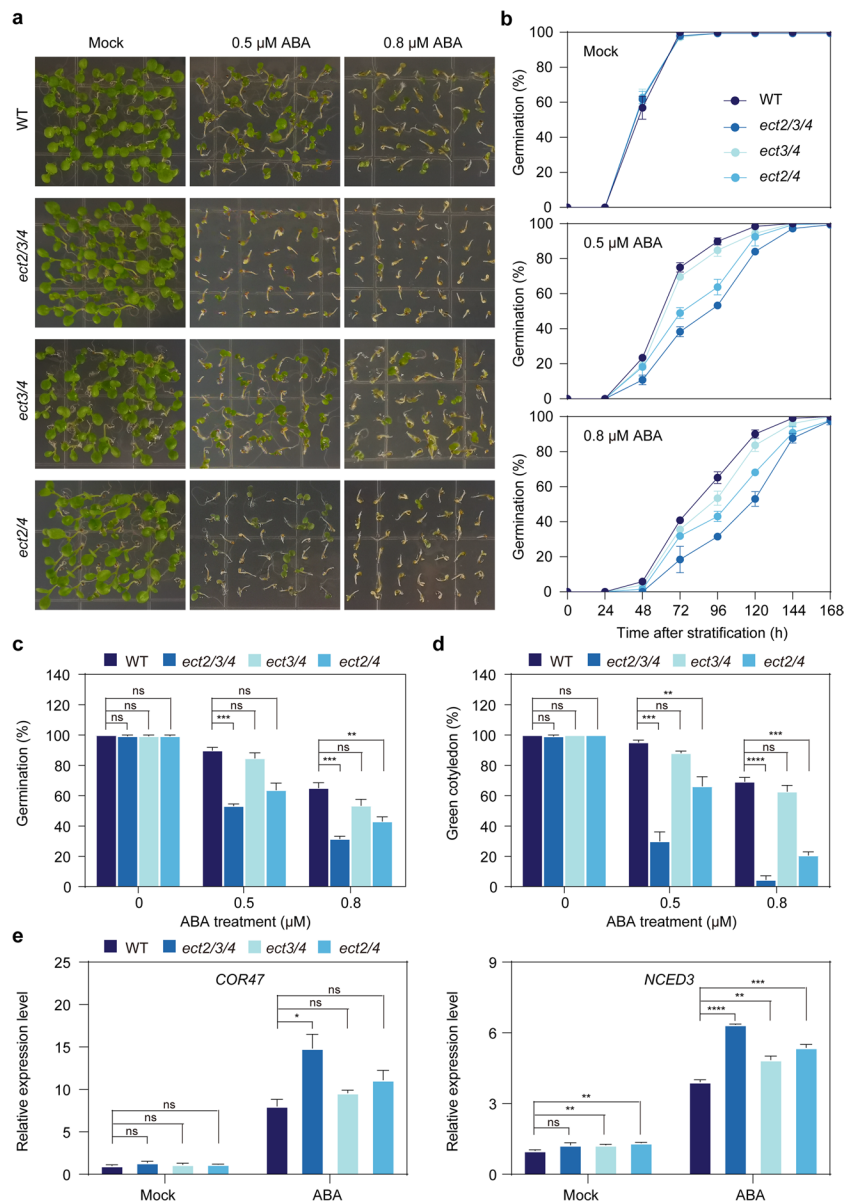 a
Mock
0.5 µM ABA
0.8 µM ABA
WT
ect2/3/4
ect3/4
ect2/4
b
100
80
60
40
20
0
Germination (%)
Mock
WT
ect2/3/4
ect3/4
ect2/4
100
80
60
40
20
0
Germination (%)
0.5 µM ABA
100
80
60
40
20
0
Germination (%)
0.8 µM ABA
0 24 48 72 96 120 144 168
Time after stratification (h)
c
WT ect2/3/4 ect3/4 ect2/4
140
120
100
80
60
40
20
0
Germination (%)
ns
ns
ns
ns
ns
***
**
ns
***
0 0.5 0.8
ABA treatment (µM)
d
WT ect2/3/4 ect3/4 ect2/4
140
120
100
80
60
40
20
0
Green cotyledon (%)
ns
ns
ns
**
ns
***
***
ns
****
0 0.5 0.8
ABA treatment (µM)
e
WT ect2/3/4 ect3/4 ect2/4
25
20
15
10
5
0
Relative expression level
COR47
ns
ns
ns
ns
ns
*
Mock ABA
9
6
3
0
Relative expression level
NCED3
**
**
ns
***
**
****
Mock ABA